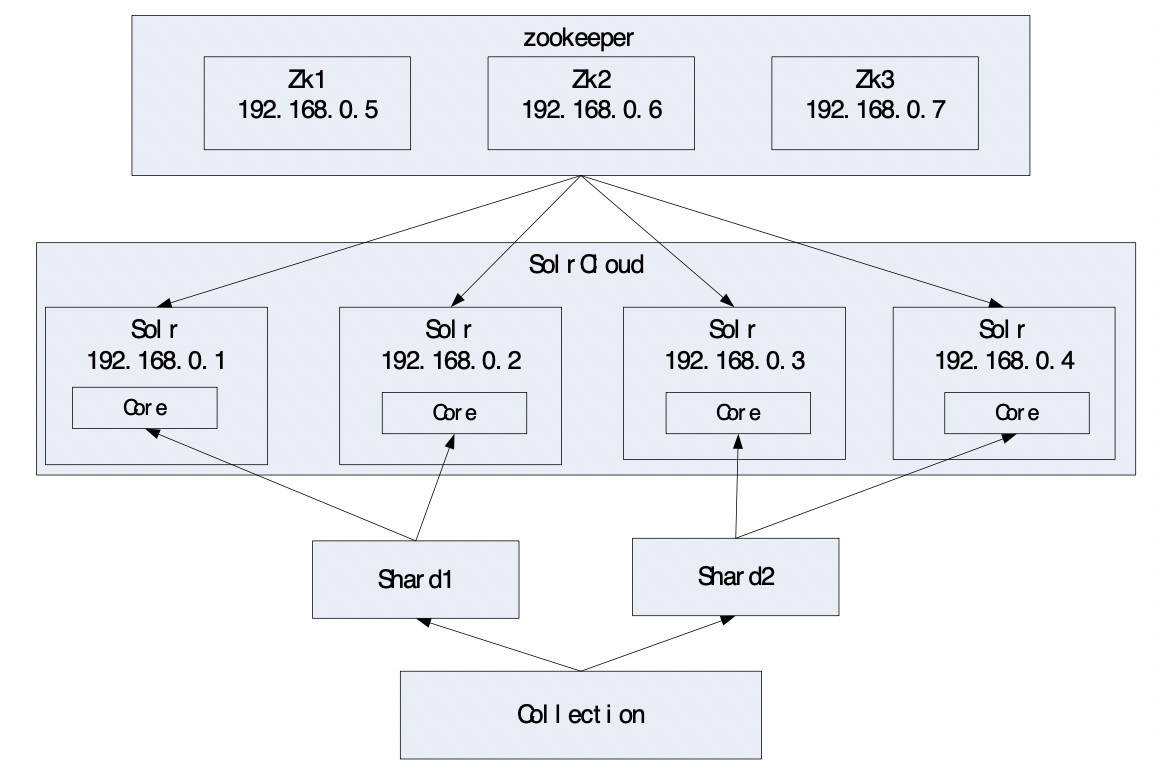 zookeeper
Zk1
192.168.0.5
Zk2
192.168.0.6
Zk3
192.168.0.7
SolrCloud
Solr
192.168.0.1
Core
Solr
192.168.0.2
Core
Solr
192.168.0.3
Core
Solr
192.168.0.4
Core
Shard1
Shard2
Collection